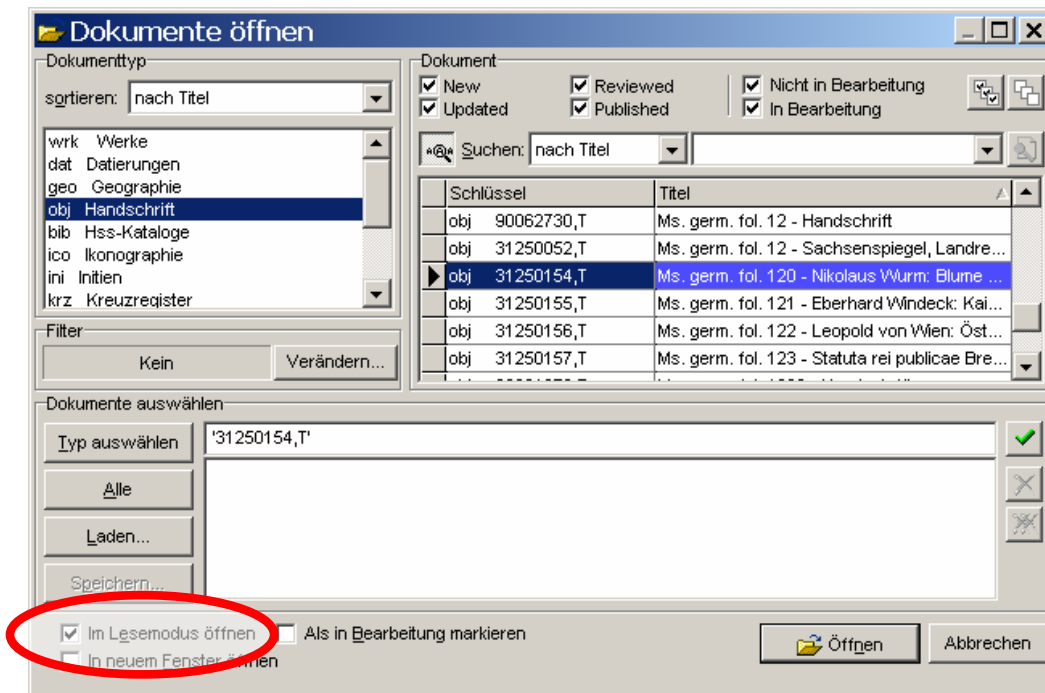 Dokumente öffnen
Dokumenttyp
sortieren: nach Titel
wrk Werke
dat Datierungen
geo Geographie
obj Handschrift
bib Hss-Kataloge
ico Ikonographie
ini Initien
krz Kreuzregister
Filter
Kein Verändern...
Dokument
New Reviewed Nicht in Bearbeitung
Updated Published In Bearbeitung
Suchen: nach Titel
Schlüssel Titel
obj 90062730,T Ms. germ. fol. 12 - Handschrift
obj 31250052,T Ms. germ. fol. 12 - Sachsenspiegel, Landre...
obj 31250154,T Ms. germ. fol. 120 - Nikolaus Wurm: Blume ...
obj 31250155,T Ms. germ. fol. 121 - Eberhard Windeck: Kai...
obj 31250156,T Ms. germ. fol. 122 - Leopold von Wien: Öst...
obj 31250157,T Ms. germ. fol. 123 - Statuta rei publicae Bre...
Dokumente auswählen
Typ auswählen '31250154,T'
Alle
Laden...
Speichern...
Im Lesemodus öffnen Als in Bearbeitung markieren
In neuem Fenster öffnen
Öffnen Abbrechen